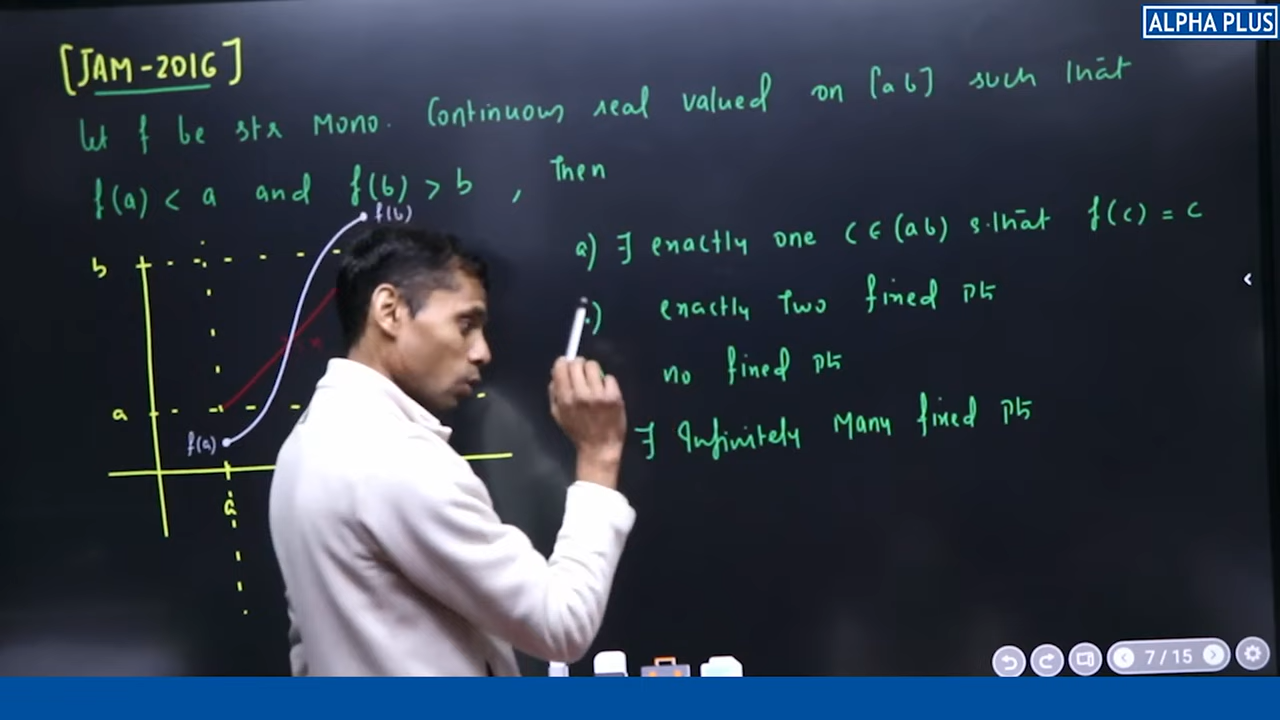 ALPHA PLUS
[JAM-2016]
let f be str Mono. Continuous real valued on [a b] such that
f(a) < a and f(b) > b , Then
f(b)
b
a) ∃ exactly one C ∈ (a b) s.that f(c) = c
exactly Two fixed pts
no fixed pt
a
∃ Infinitely Many fixed pts
f(a)
a
7/15